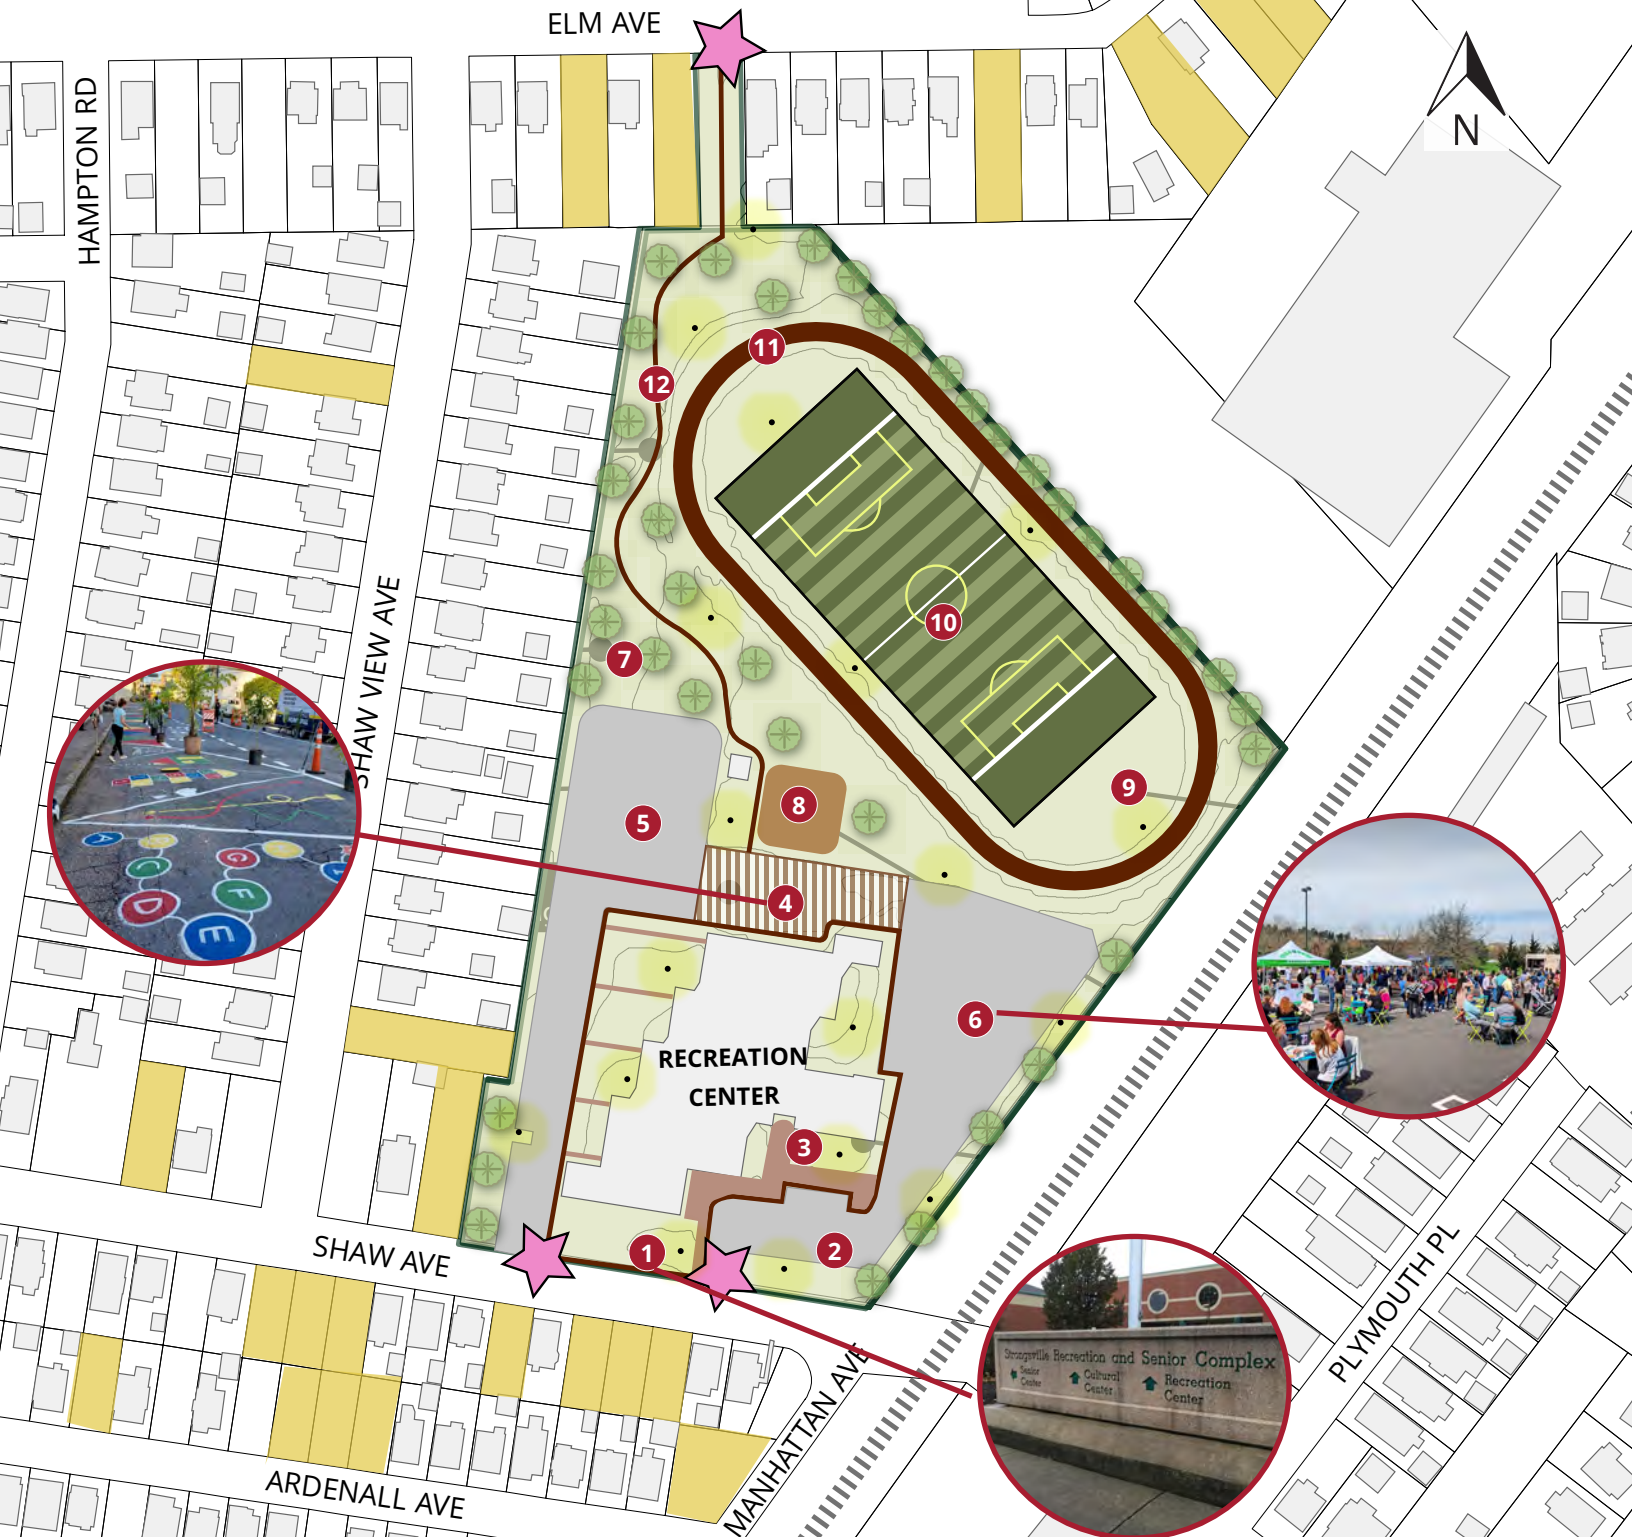 ELM AVE
HAMPTON RD
N
11
12
10
7
SHAW VIEW AVE
9
8
5
4
A
C
G
D
F
E
6
RECREATION
CENTER
3
1
2
SHAW AVE
PLYMOUTH PL
MANHATTAN AVE
ARDENALL AVE
Strongsville Recreation and Senior Complex
Senior
Center
Cultural
Center
Recreation
Center